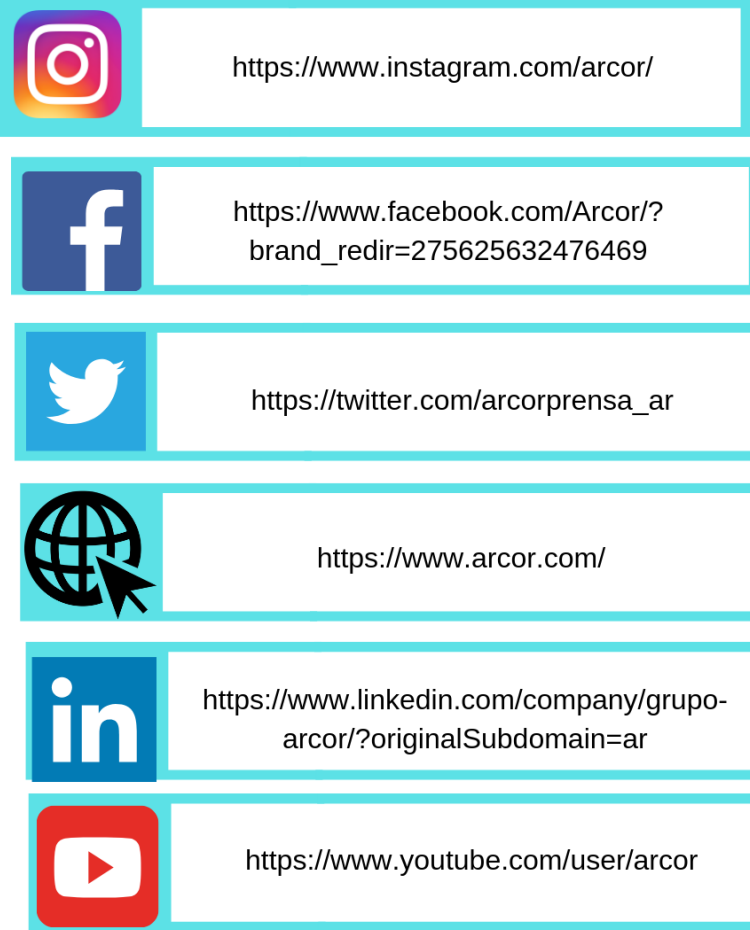 https://www.instagram.com/arcor/
https://www.facebook.com/Arcor/?
brand_redir=275625632476469
https://twitter.com/arcorprensa_ar
https://www.arcor.com/
in
https://www.linkedin.com/company/grupo-
arcor/?originalSubdomain=ar
https://www.youtube.com/user/arcor